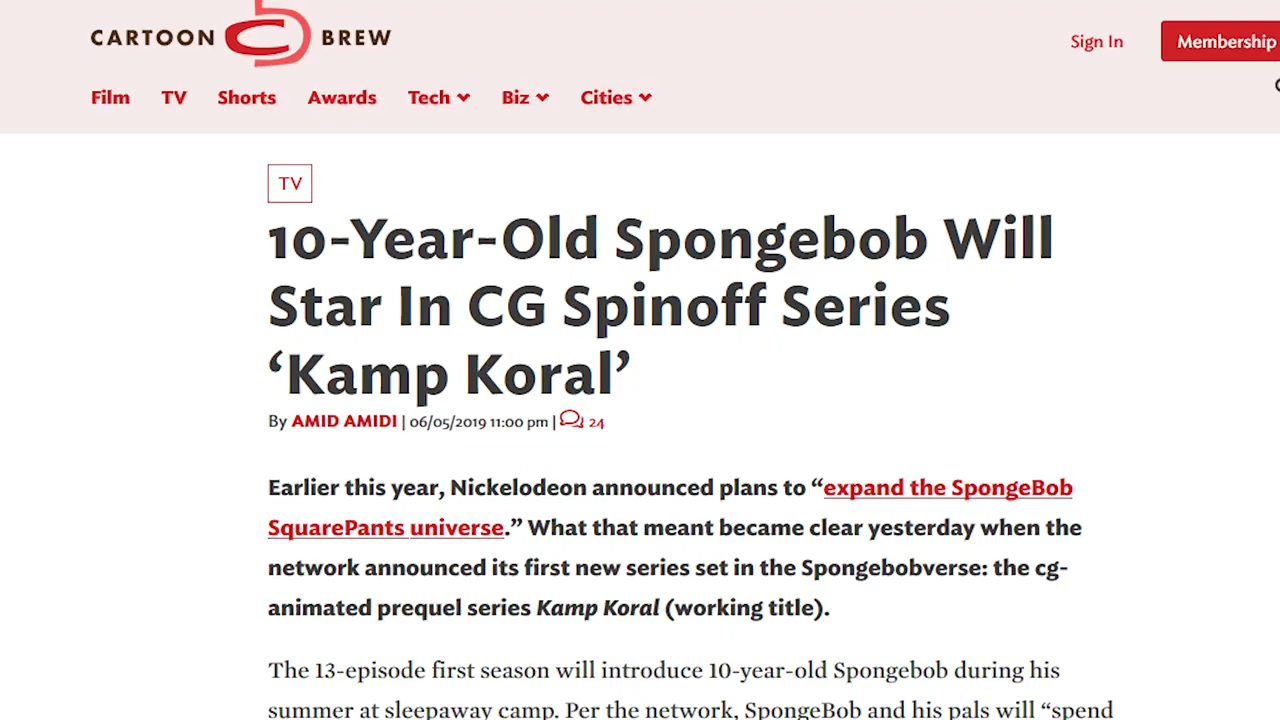 CARTOON BREW
Sign In
Membership
Film TV Shorts Awards Tech Biz Cities
TV
10-Year-Old Spongebob Will
Star In CG Spinoff Series
‘Kamp Koral’
By AMID AMIDI | 06/05/2019 11:00 pm | 24
Earlier this year, Nickelodeon announced plans to “expand the SpongeBob
SquarePants universe.” What that meant became clear yesterday when the
network announced its first new series set in the Spongebobverse: the cg-
animated prequel series Kamp Koral (working title).
The 13-episode first season will introduce 10-year-old Spongebob during his
summer at sleepaway camp. Per the network, SpongeBob and his pals will “spend